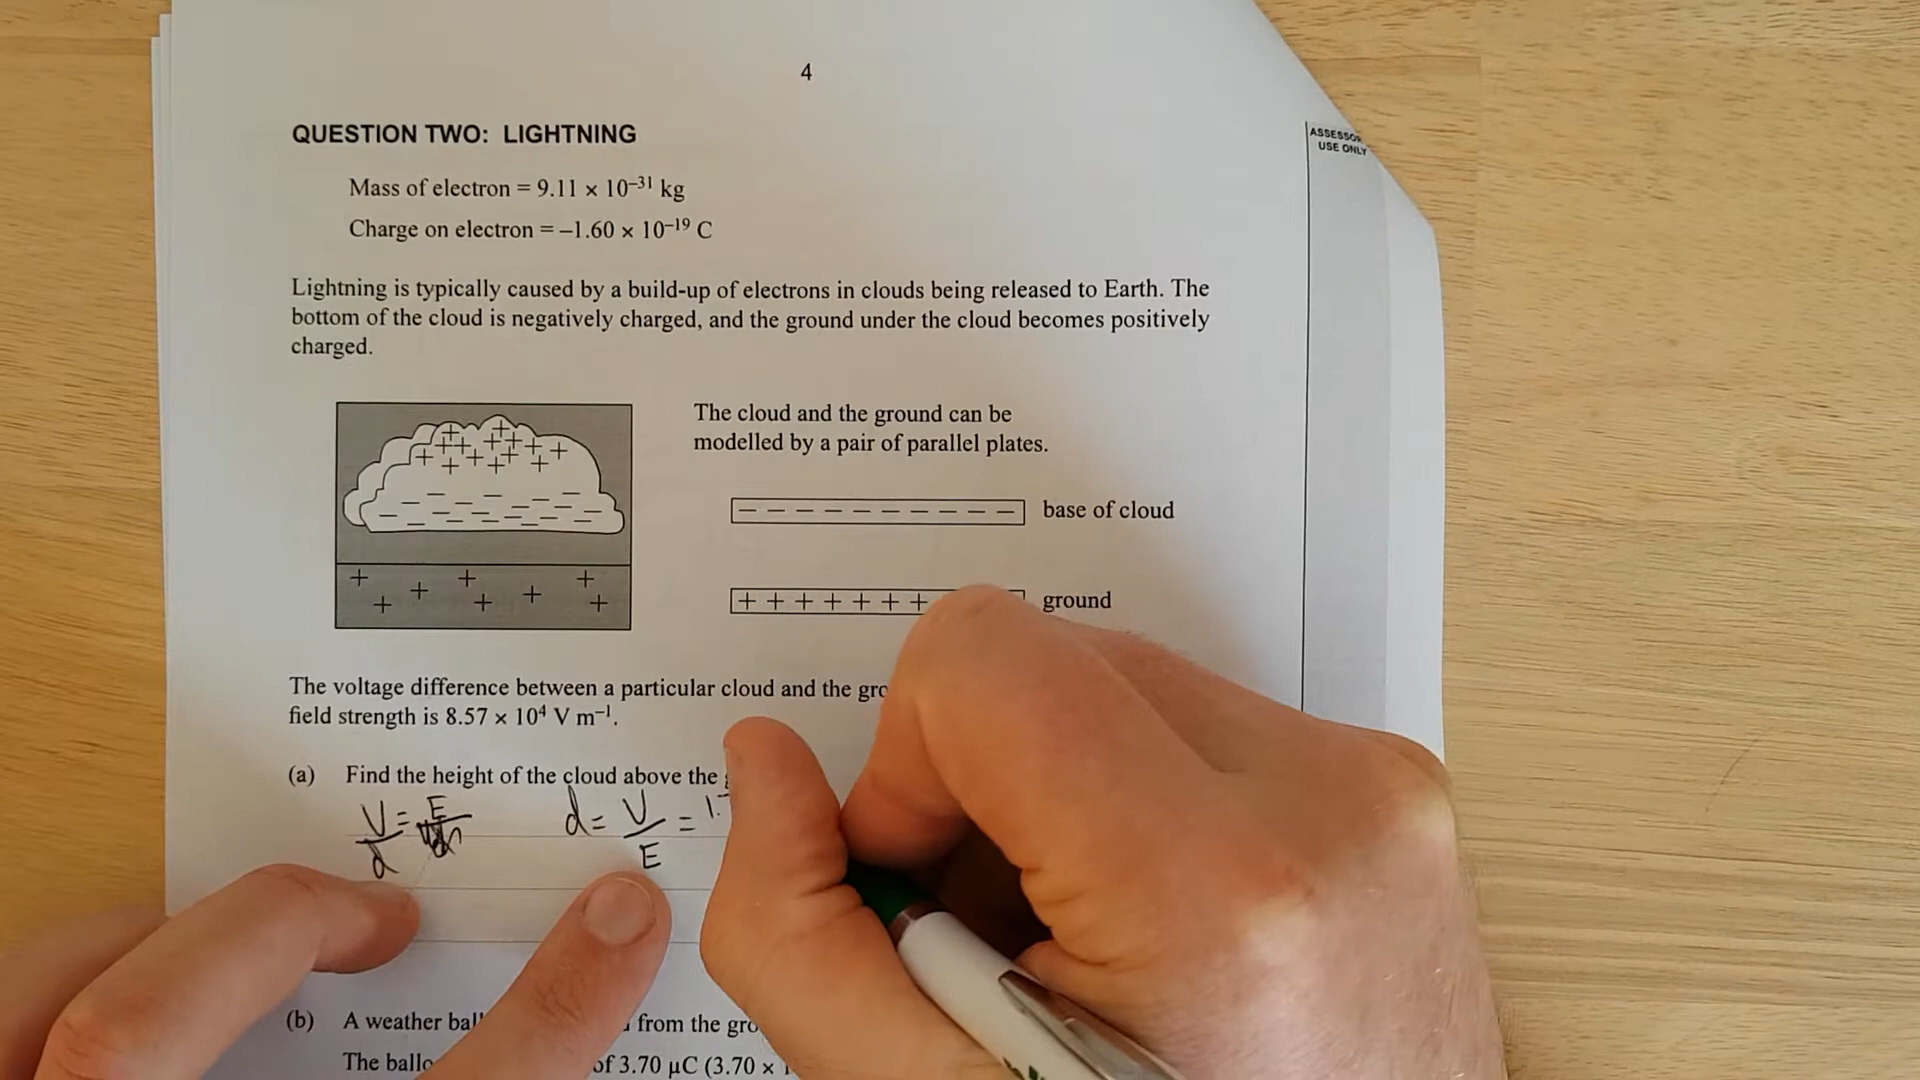 4
QUESTION TWO: LIGHTNING
ASSESSOR
USE ONLY
Mass of electron = 9.11 × 10⁻³¹ kg
Charge on electron = –1.60 × 10⁻¹⁹ C
Lightning is typically caused by a build-up of electrons in clouds being released to Earth. The
bottom of the cloud is negatively charged, and the ground under the cloud becomes positively
charged.
The cloud and the ground can be
modelled by a pair of parallel plates.
base of cloud
ground
The voltage difference between a particular cloud and the
field strength is 8.57 × 10⁴ V m⁻¹.
(a) Find the height of the cloud above the
V/d = E
d = V/E = 1.
(b) A weather from the
The of 3.70 µC (3.70 ×